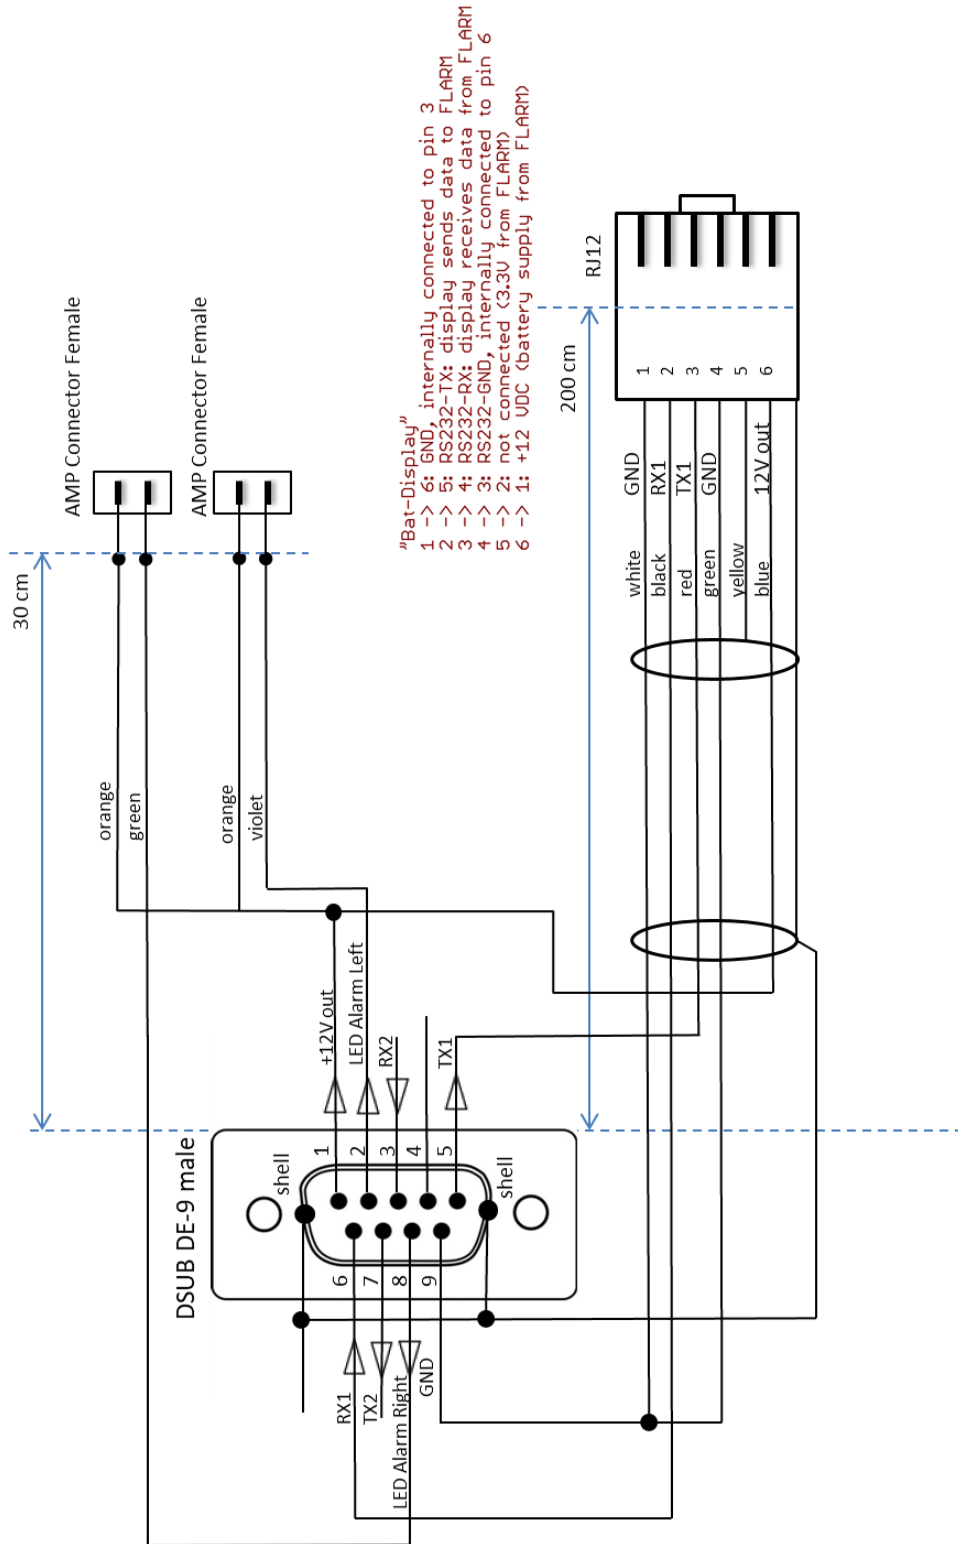 30 cm
AMP Connector Female
AMP Connector Female
orange
green
orange
violet
"Bat-Display"
1 -> 6: GND, internally connected to pin 3
2 -> 5: RS232-TX: display sends data to FLARM
3 -> 4: RS232-RX: display receives data from FLARM
4 -> 3: RS232-GND, internally connected to pin 6
5 -> 2: not connected (3.3V from FLARM)
6 -> 1: +12 VDC (battery supply from FLARM)
200 cm
RJ12
1
2
3
4
5
6
GND
RX1
TX1
GND
12V out
white
black
red
green
yellow
blue
DSUB DE-9 male
shell
shell
1
2
3
4
5
6
7
8
9
+12V out
LED Alarm Left
RX2
TX1
RX1
TX2
LED Alarm Right
GND